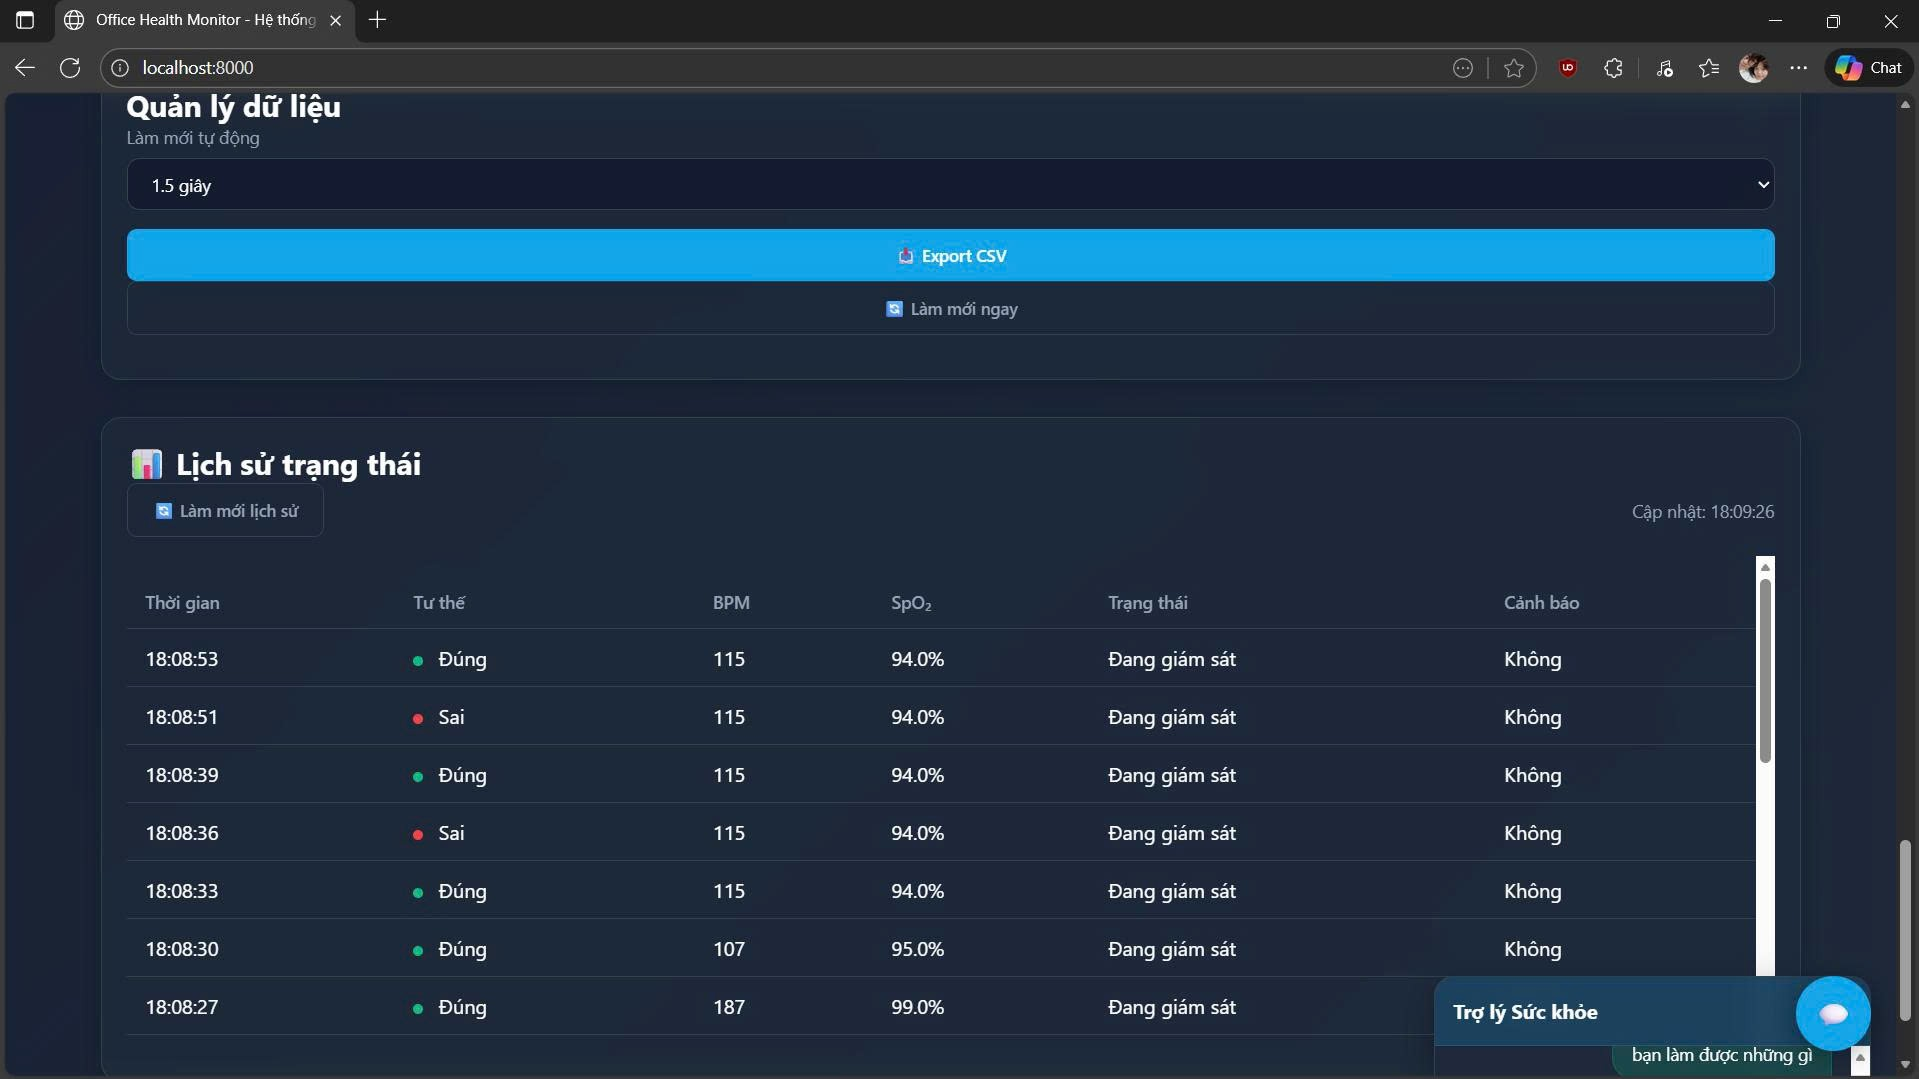 Office Health Monitor - Hệ thống
localhost:8000
Chat
Quản lý dữ liệu
Làm mới tự động
1.5 giây
Export CSV
Làm mới ngay
Lịch sử trạng thái
Làm mới lịch sử
Cập nhật: 18:09:26
Thời gian Tư thế BPM SpO₂ Trạng thái Cảnh báo
18:08:53 Đúng 115 94.0% Đang giám sát Không
18:08:51 Sai 115 94.0% Đang giám sát Không
18:08:39 Đúng 115 94.0% Đang giám sát Không
18:08:36 Sai 115 94.0% Đang giám sát Không
18:08:33 Đúng 115 94.0% Đang giám sát Không
18:08:30 Đúng 107 95.0% Đang giám sát Không
18:08:27 Đúng 187 99.0% Đang giám sát
Trợ lý Sức khỏe
bạn làm được những gì